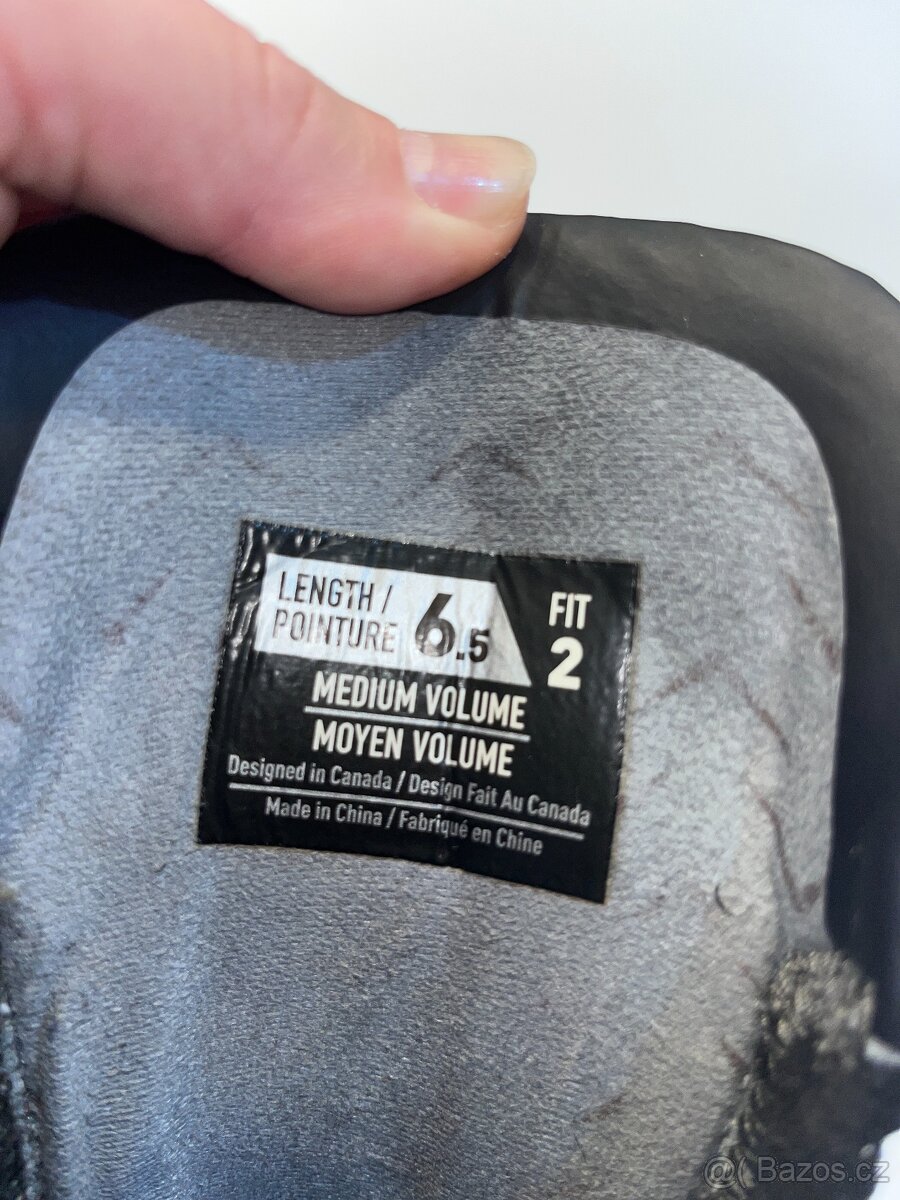 LENGTH / 6.5 FIT
POINTURE 2
MEDIUM VOLUME
MOYEN VOLUME
Designed in Canada / Design Fait Au Canada
Made in China / Fabriqué en Chine
@( Bazos.cz